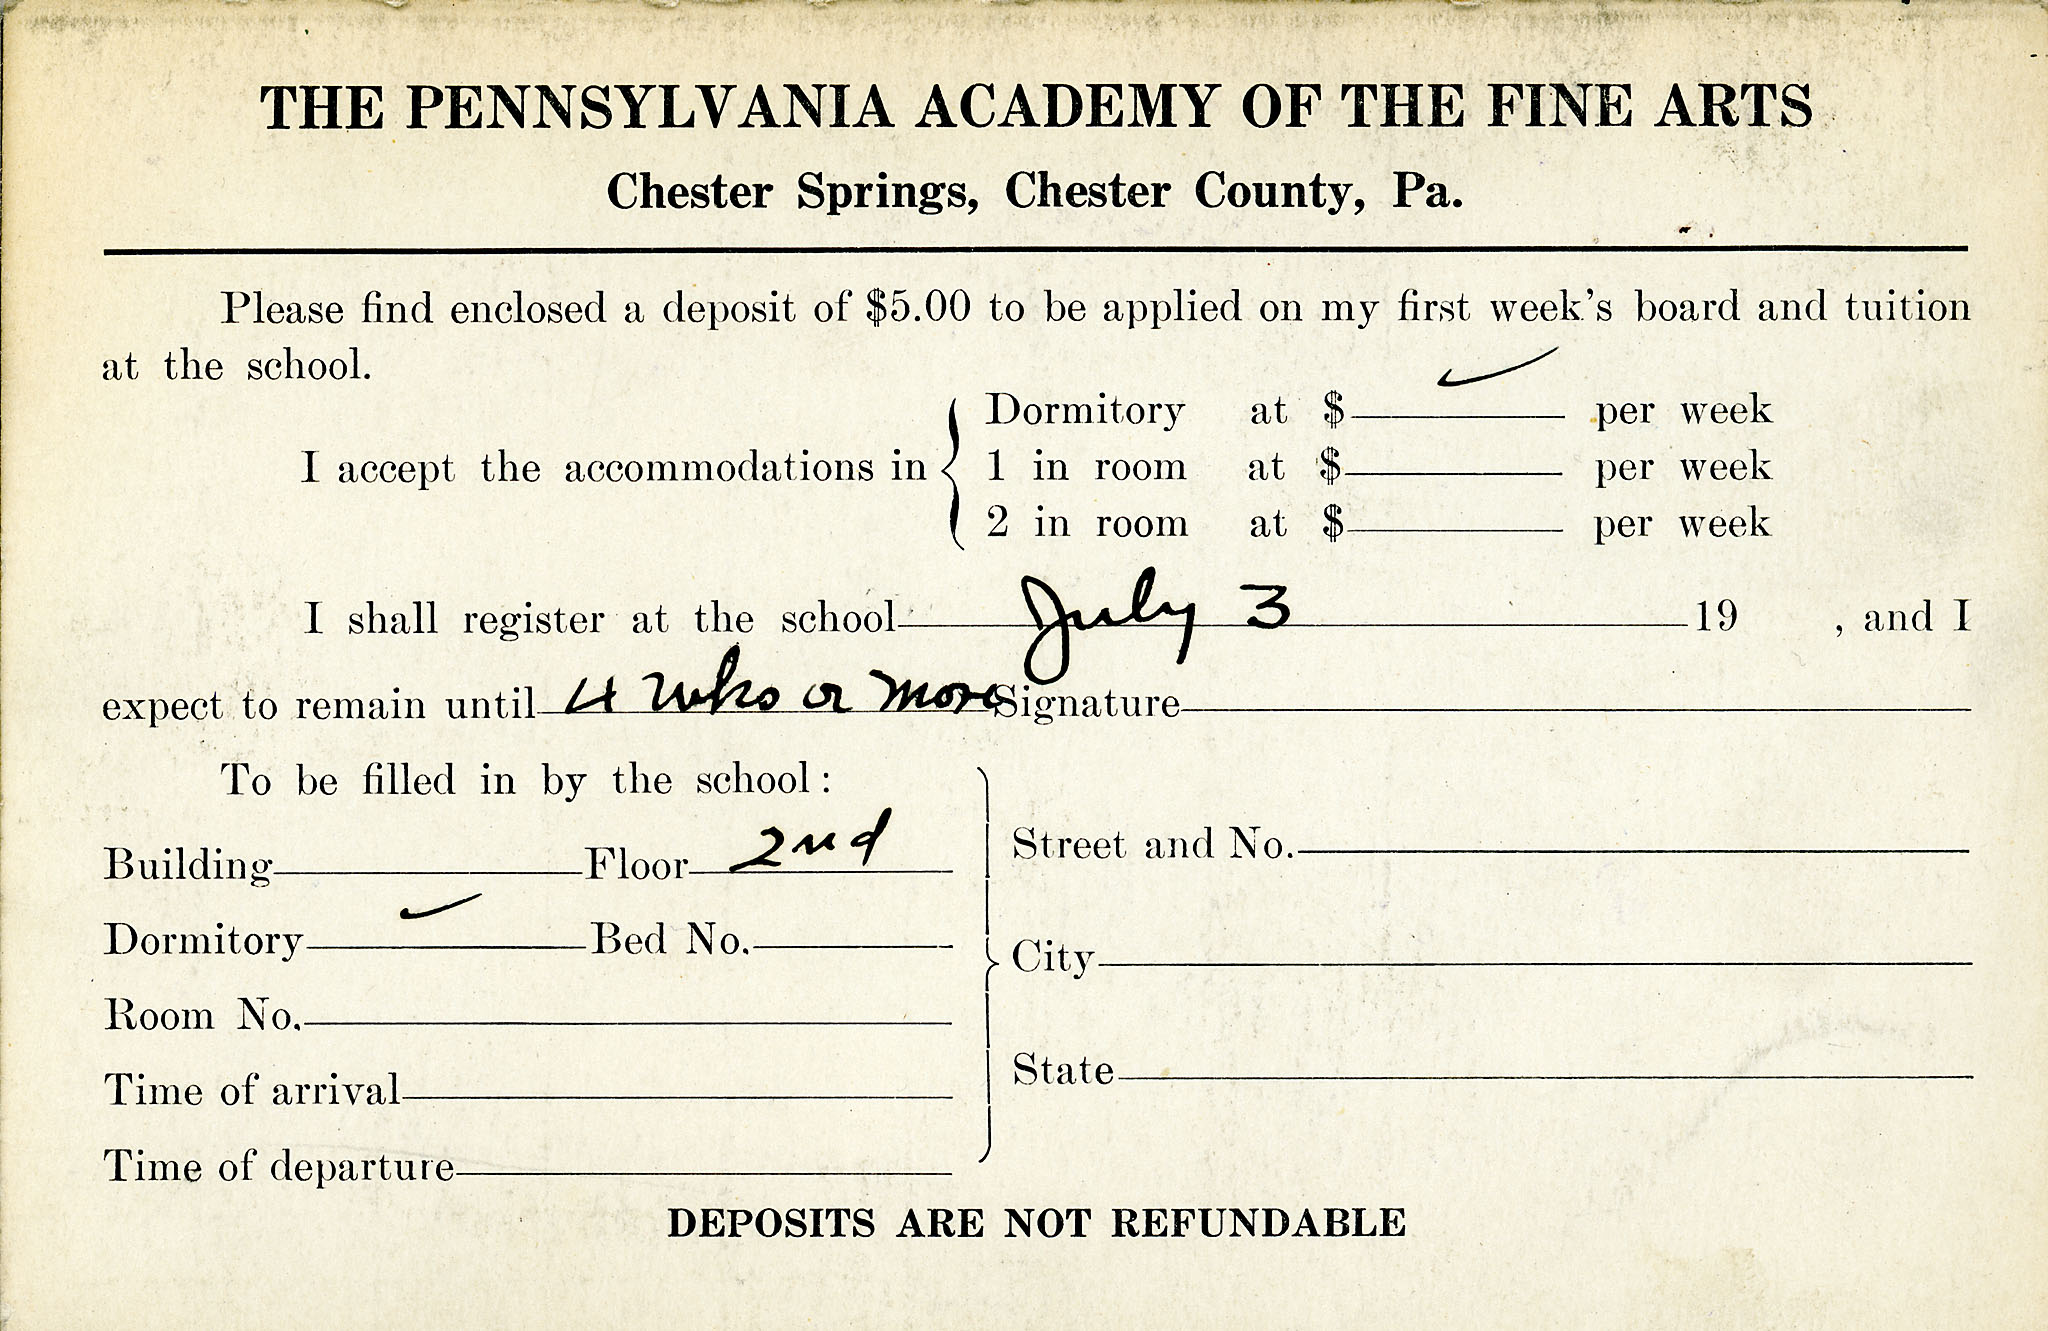 THE PENNSYLVANIA ACADEMY OF THE FINE ARTS
Chester Springs, Chester County, Pa.
Please find enclosed a deposit of $5.00 to be applied on my first week's board and tuition
at the school.
Dormitory at $ ✓ per week
I accept the accommodations in { 1 in room at $ per week
2 in room at $ per week
I shall register at the school July 3 19 , and I
expect to remain until 4 wks or more Signature
To be filled in by the school:
Building Floor 2nd
Street and No.
Dormitory ✓ Bed No.
City
Room No.
State
Time of arrival
Time of departure
DEPOSITS ARE NOT REFUNDABLE